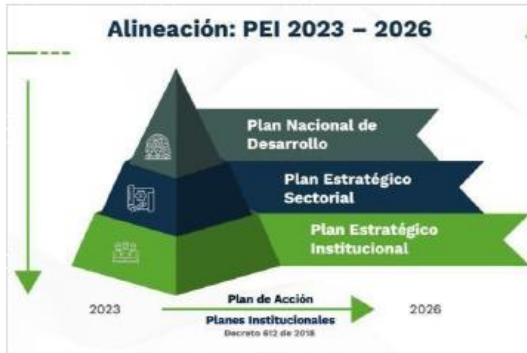 Alineación: PEI 2023 – 2026
Plan Nacional de
Desarrollo
Plan Estratégico
Sectorial
Plan Estratégico
Institucional
2023
Plan de Acción
2026
Planes Institucionales
Decreto 612 de 2018